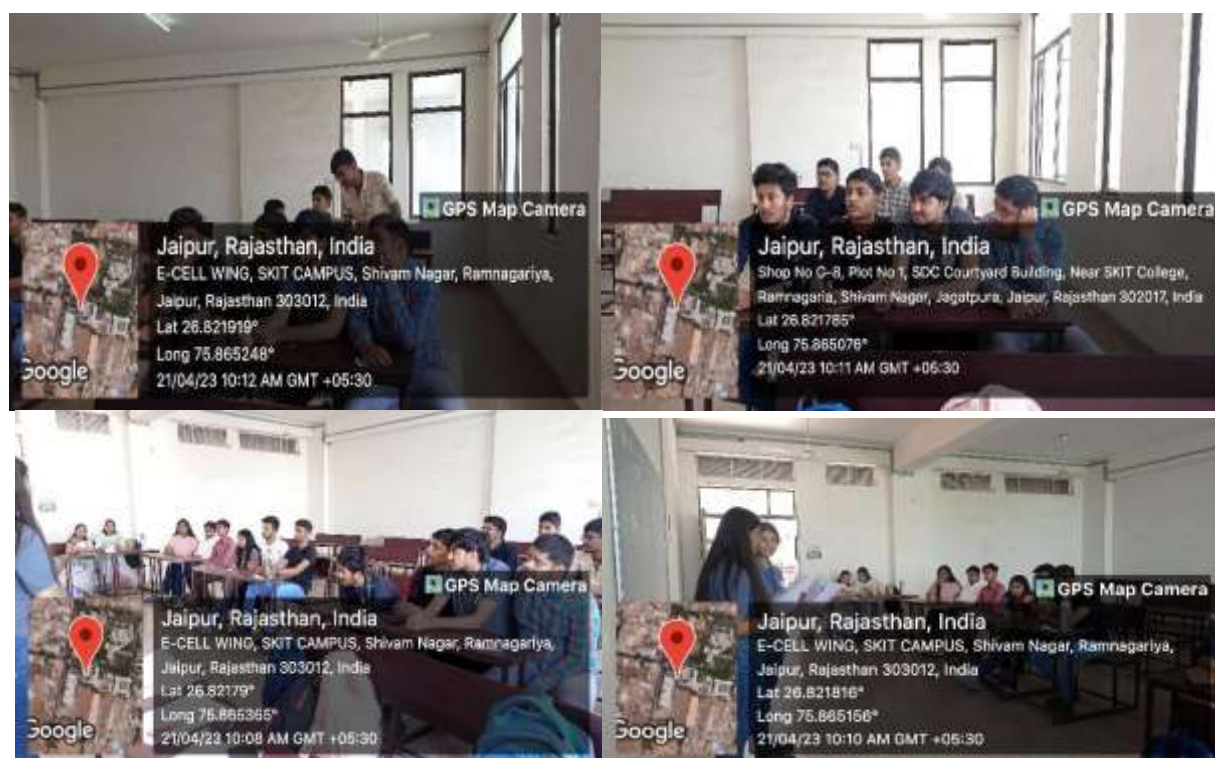 GPS Map Camera
Jaipur, Rajasthan, India
E-CELL WING, SKIT CAMPUS, Shivam Nagar, Ramnagariya,
Jaipur, Rajasthan 303012, India
Lat 26.821919°
Long 75.865248°
21/04/23 10:12 AM GMT +05:30
Google
GPS Map Camera
Jaipur, Rajasthan, India
Shop No G-8, Plot No 1, SDC Courtyard Building, Near SKIT College,
Ramnagaria, Shivam Nagar, Jagatpura, Jaipur, Rajasthan 302017, India
Lat 26.821785°
Long 75.865076°
21/04/23 10:11 AM GMT +05:30
Google
GPS Map Camera
Jaipur, Rajasthan, India
E-CELL WING, SKIT CAMPUS, Shivam Nagar, Ramnagariya,
Jaipur, Rajasthan 303012, India
Lat 26.82179°
Long 75.865365°
21/04/23 10:08 AM GMT +05:30
Google
GPS Map Camera
Jaipur, Rajasthan, India
E-CELL WING, SKIT CAMPUS, Shivam Nagar, Ramnagariya,
Jaipur, Rajasthan 303012, India
Lat 26.821816°
Long 75.865156°
21/04/23 10:10 AM GMT +05:30
Google